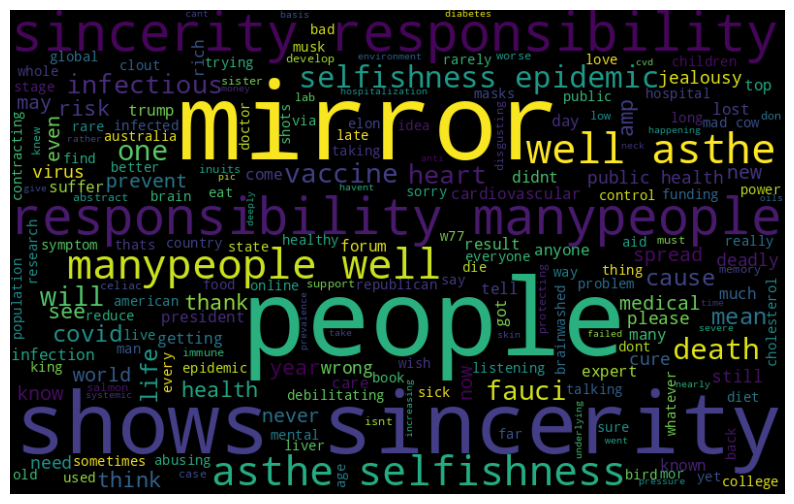 cant basis diabetes
sincerity responsibility
global clout rich bad musk develop environment worse love children
whole trying sister hospitalization rarely cvd
stage infectious money selfishness epidemic jealousy top
may risk trump lab masks public hospital
contracting rare infected doctor shots via elon idea disgusting day amp long lost low don
knew even one australia late anti mad cow happening
mirror
rather find inuits taking didnt well asthe
virus better prevent pic come vaccine heart neck public health new
give suffer eat havent sorry cardiovascular control funding power
abstract brain deeply oils
responsibility manypeople
symptom thats country state healthy forum w77 result aid spread deadly must really
research everyone anyone
manypeople well
population celiac food online support republican die say tell way thing cause memory
will american thank protecting problem much cholesterol
see reduce president prevalence got brainwashed medical mean time
covid live man immune take skin people failed please severe
infection getting every year wrong listening dont many death
king epidemic wish expert cure nearly
world salmon care book now talking still
know systemic life health debilitating sick fauci whatever diet
never isnt increasing underlying
shows sincerity
need sometimes mental far sure went known back yet
old used think abusing liver age
case asthe selfishness pressure bird mor college